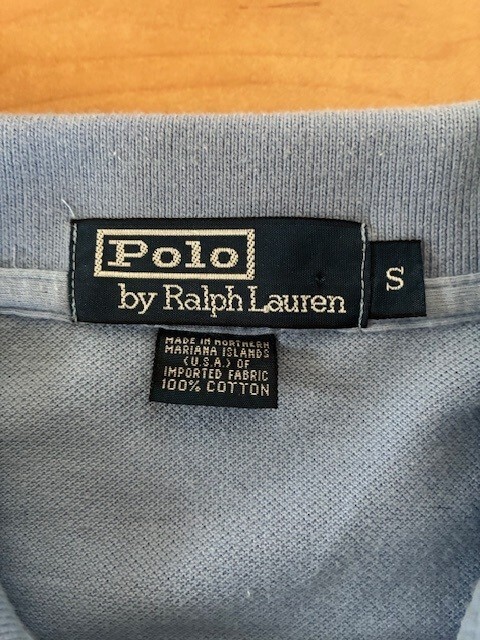 Polo
by Ralph Lauren
S
MADE IN NORTHERN
MARIANA ISLANDS
(U.S.A.) OF
IMPORTED FABRIC
100% COTTON